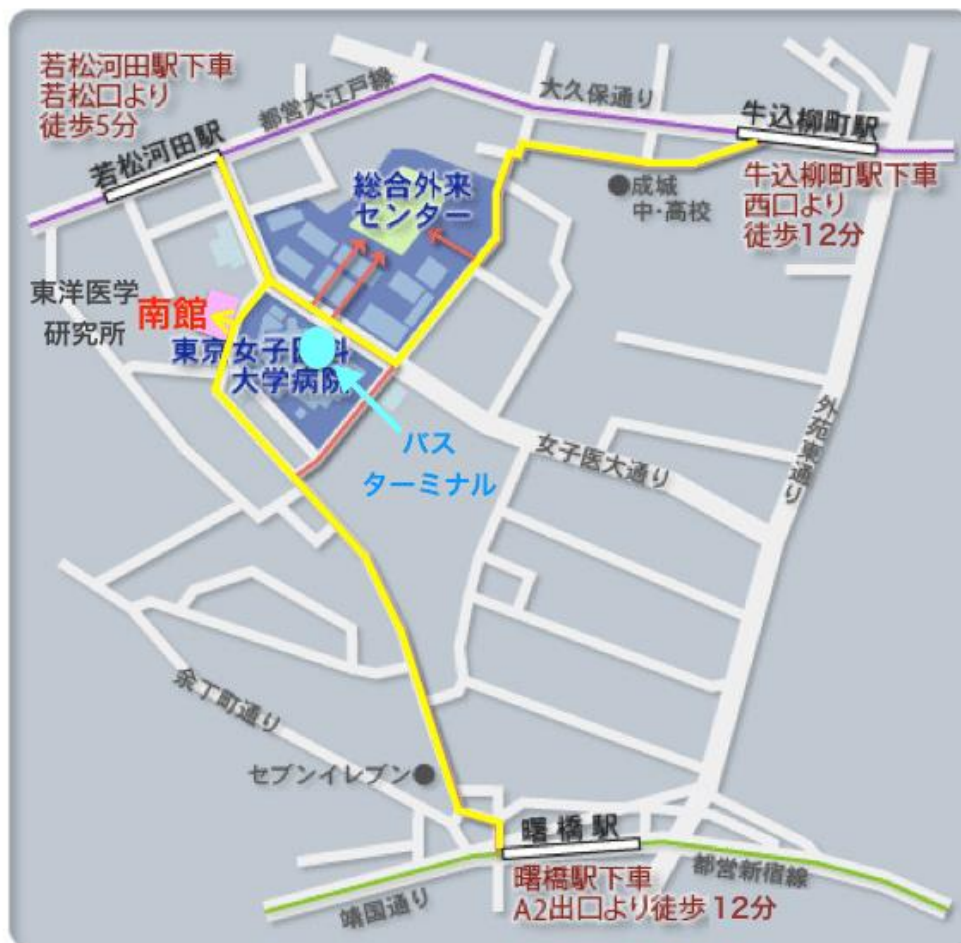 若松河田駅下車
若松口より
徒歩5分
都営大江戸線
大久保通り
若松河田駅
牛込柳町駅
牛込柳町駅下車
西口より
徒歩12分
●成城
中・高校
総合外来
センター
東洋医学
研究所
南館
東京女子医科
大学病院
バス
ターミナル
女子医大通り
外苑東通り
余丁町通り
セブンイレブン●
曙橋駅
曙橋駅下車
A2出口より徒歩12分
都営新宿線
靖国通り